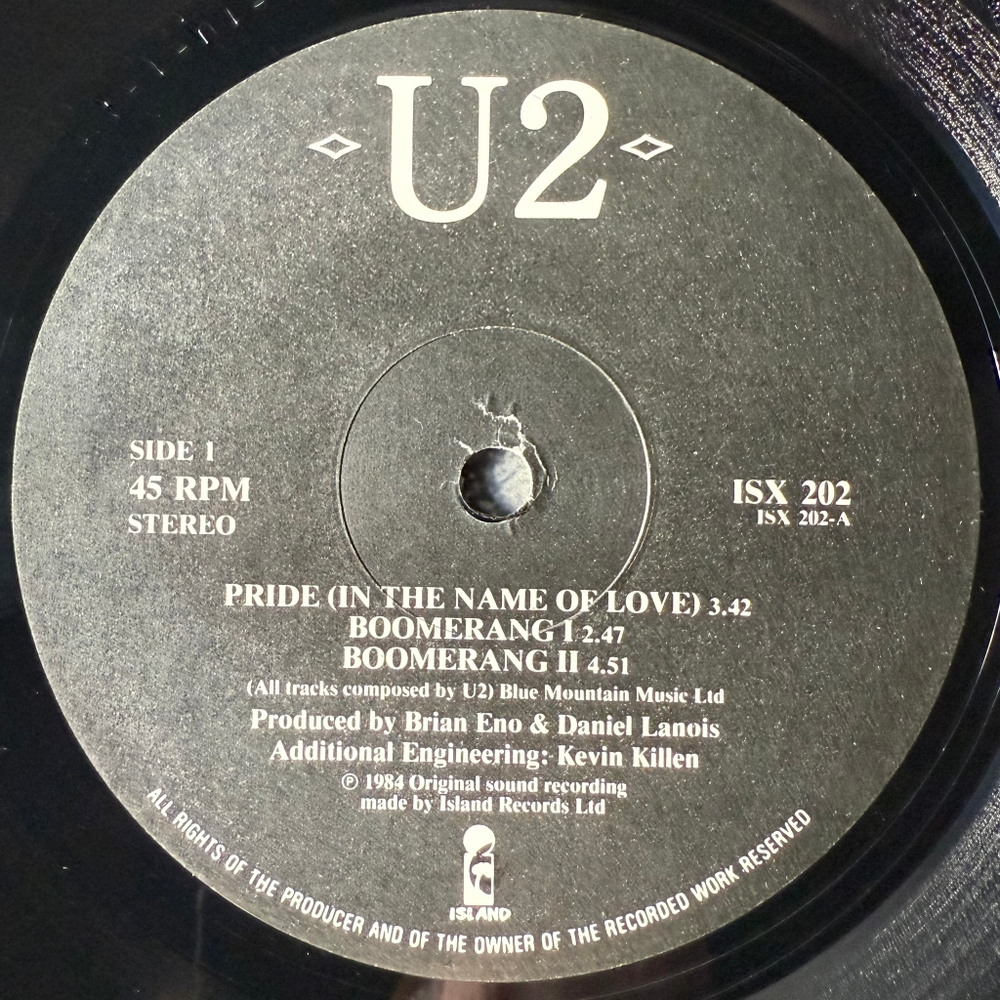 U2
SIDE 1
45 RPM
STEREO
ISX 202
ISX 202-A
PRIDE (IN THE NAME OF LOVE) 3.42
BOOMERANG I 2.47
BOOMERANG II 4.51
(All tracks composed by U2) Blue Mountain Music Ltd
Produced by Brian Eno & Daniel Lanois
Additional Engineering: Kevin Killen
℗ 1984 Original sound recording
made by Island Records Ltd
ISLAND
ALL RIGHTS OF THE PRODUCER AND OF THE OWNER OF THE RECORDED WORK RESERVED